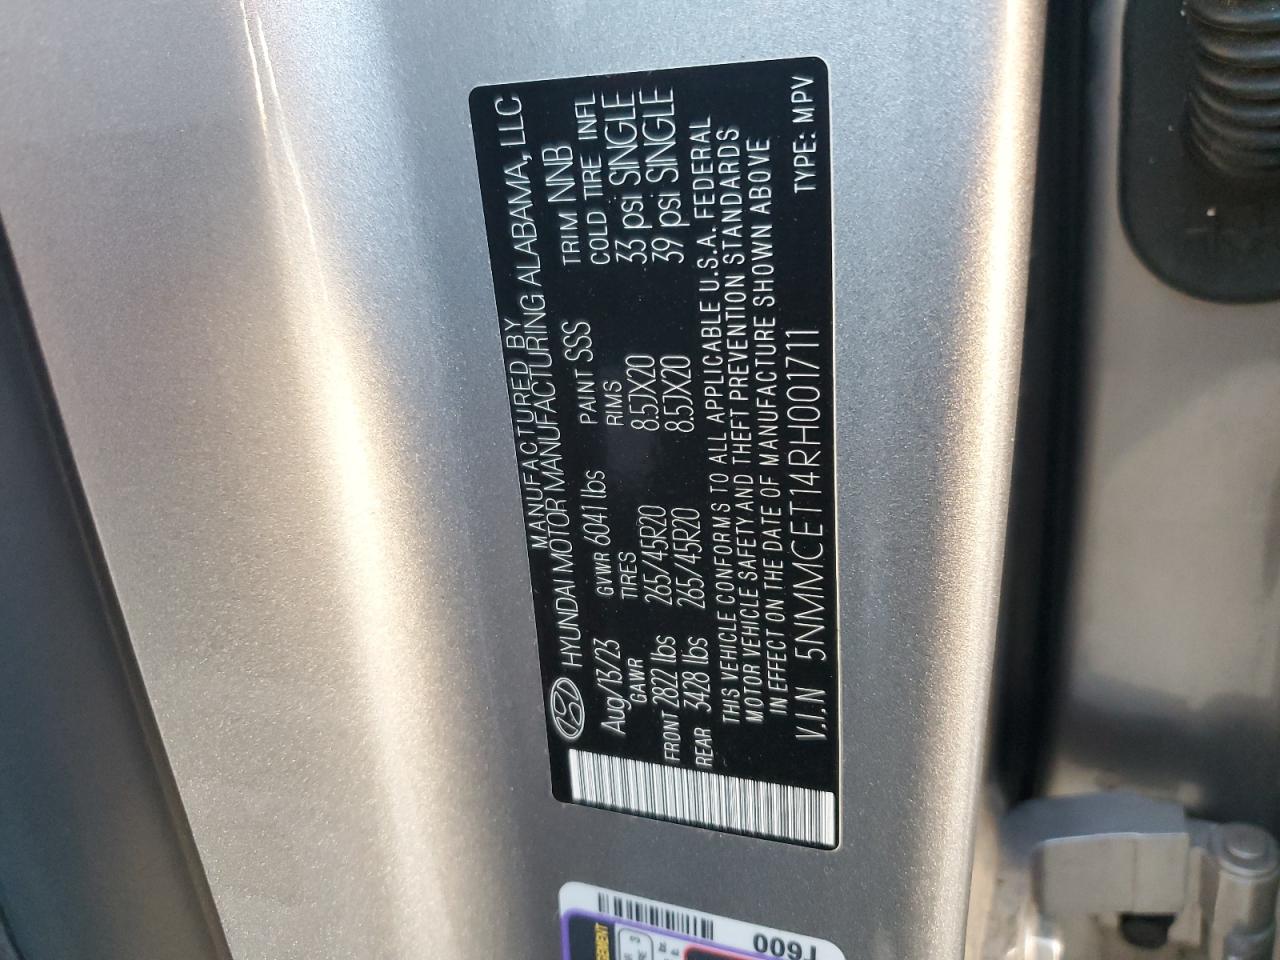 MANUFACTURED BY
HYUNDAI MOTOR MANUFACTURING ALABAMA, LLC
Aug/13/23 GVWR 6041 lbs PAINT SSS TRIM NNB
GAWR TIRES RIMS COLD TIRE INFL
FRONT 2822 lbs 265/45R20 8.5JX20 33 psi SINGLE
REAR 3428 lbs 265/45R20 8.5JX20 39 psi SINGLE
THIS VEHICLE CONFORMS TO ALL APPLICABLE U.S.A. FEDERAL
MOTOR VEHICLE SAFETY AND THEFT PREVENTION STANDARDS
IN EFFECT ON THE DATE OF MANUFACTURE SHOWN ABOVE
V.I.N 5NMMCET14RH001711 TYPE: MPV